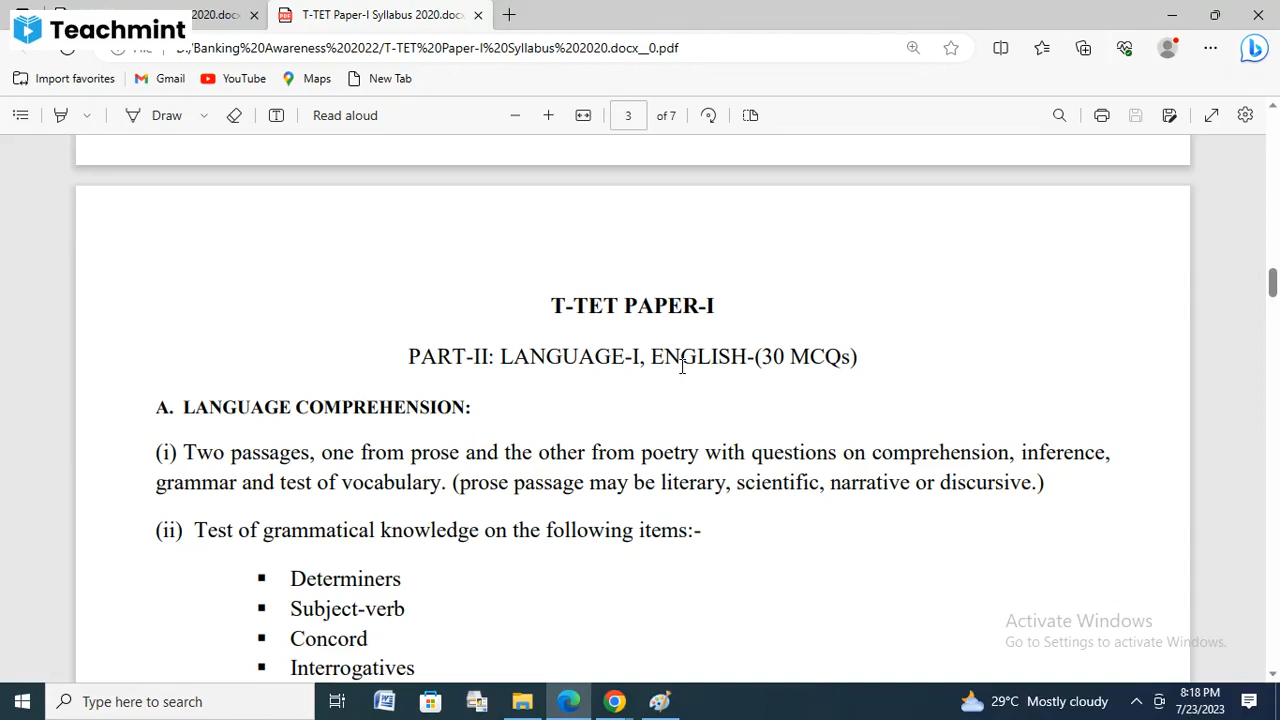 Teachmint
2020.docx
T-TET Paper-I Syllabus 2020.docx
/Banking%20Awareness%202022/T-TET%20Paper-I%20Syllabus%202020.docx__0.pdf
Import favorites
Gmail
YouTube
Maps
New Tab
Draw
Read aloud
3 of 7
T-TET PAPER-I
PART-II: LANGUAGE-I, ENGLISH-(30 MCQs)
A. LANGUAGE COMPREHENSION:
(i) Two passages, one from prose and the other from poetry with questions on comprehension, inference,
grammar and test of vocabulary. (prose passage may be literary, scientific, narrative or discursive.)
(ii) Test of grammatical knowledge on the following items:-
▪ Determiners
▪ Subject-verb
▪ Concord
▪ Interrogatives
Activate Windows
Go to Settings to activate Windows.
Type here to search
29°C Mostly cloudy
8:18 PM
7/23/2023